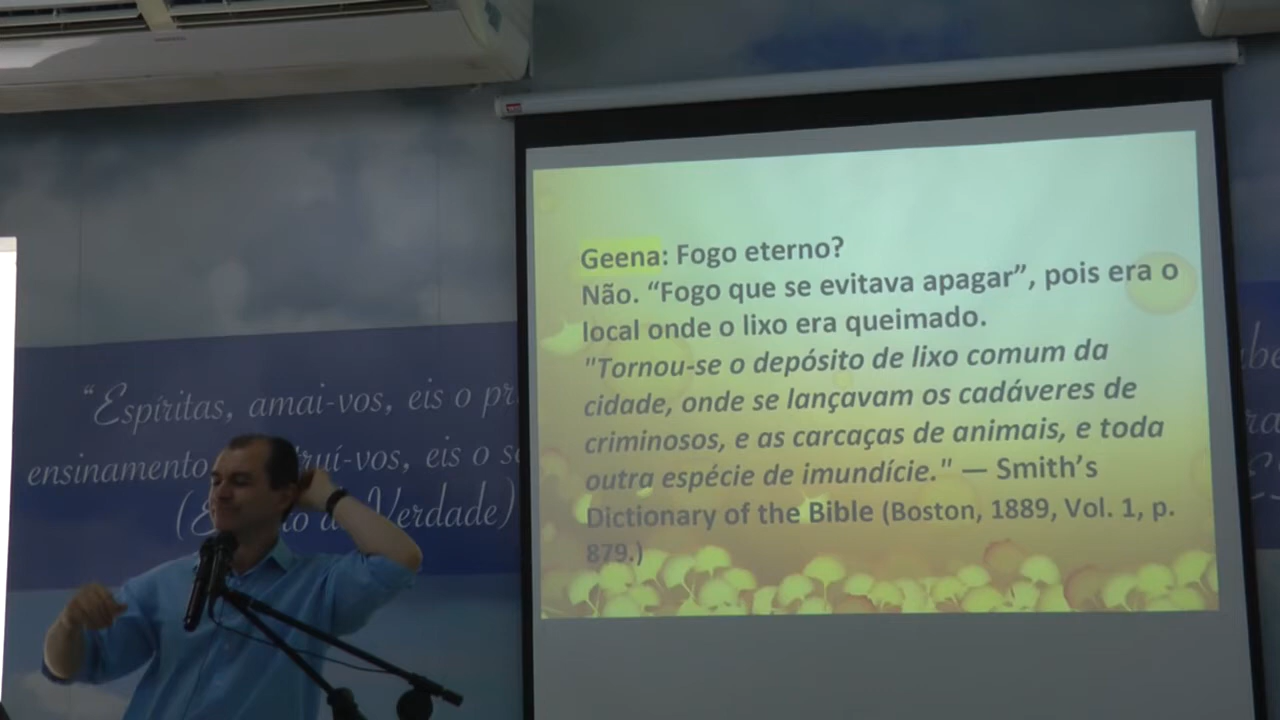 Geena: Fogo eterno?
Não. “Fogo que se evitava apagar”, pois era o
local onde o lixo era queimado.
"Tornou-se o depósito de lixo comum da
cidade, onde se lançavam os cadáveres de
criminosos, e as carcaças de animais, e toda
outra espécie de imundície." — Smith’s
Dictionary of the Bible (Boston, 1889, Vol. 1, p.
879.)
“Espíritas, amai-vos, eis o
ensinamento
eis o
Verdade)